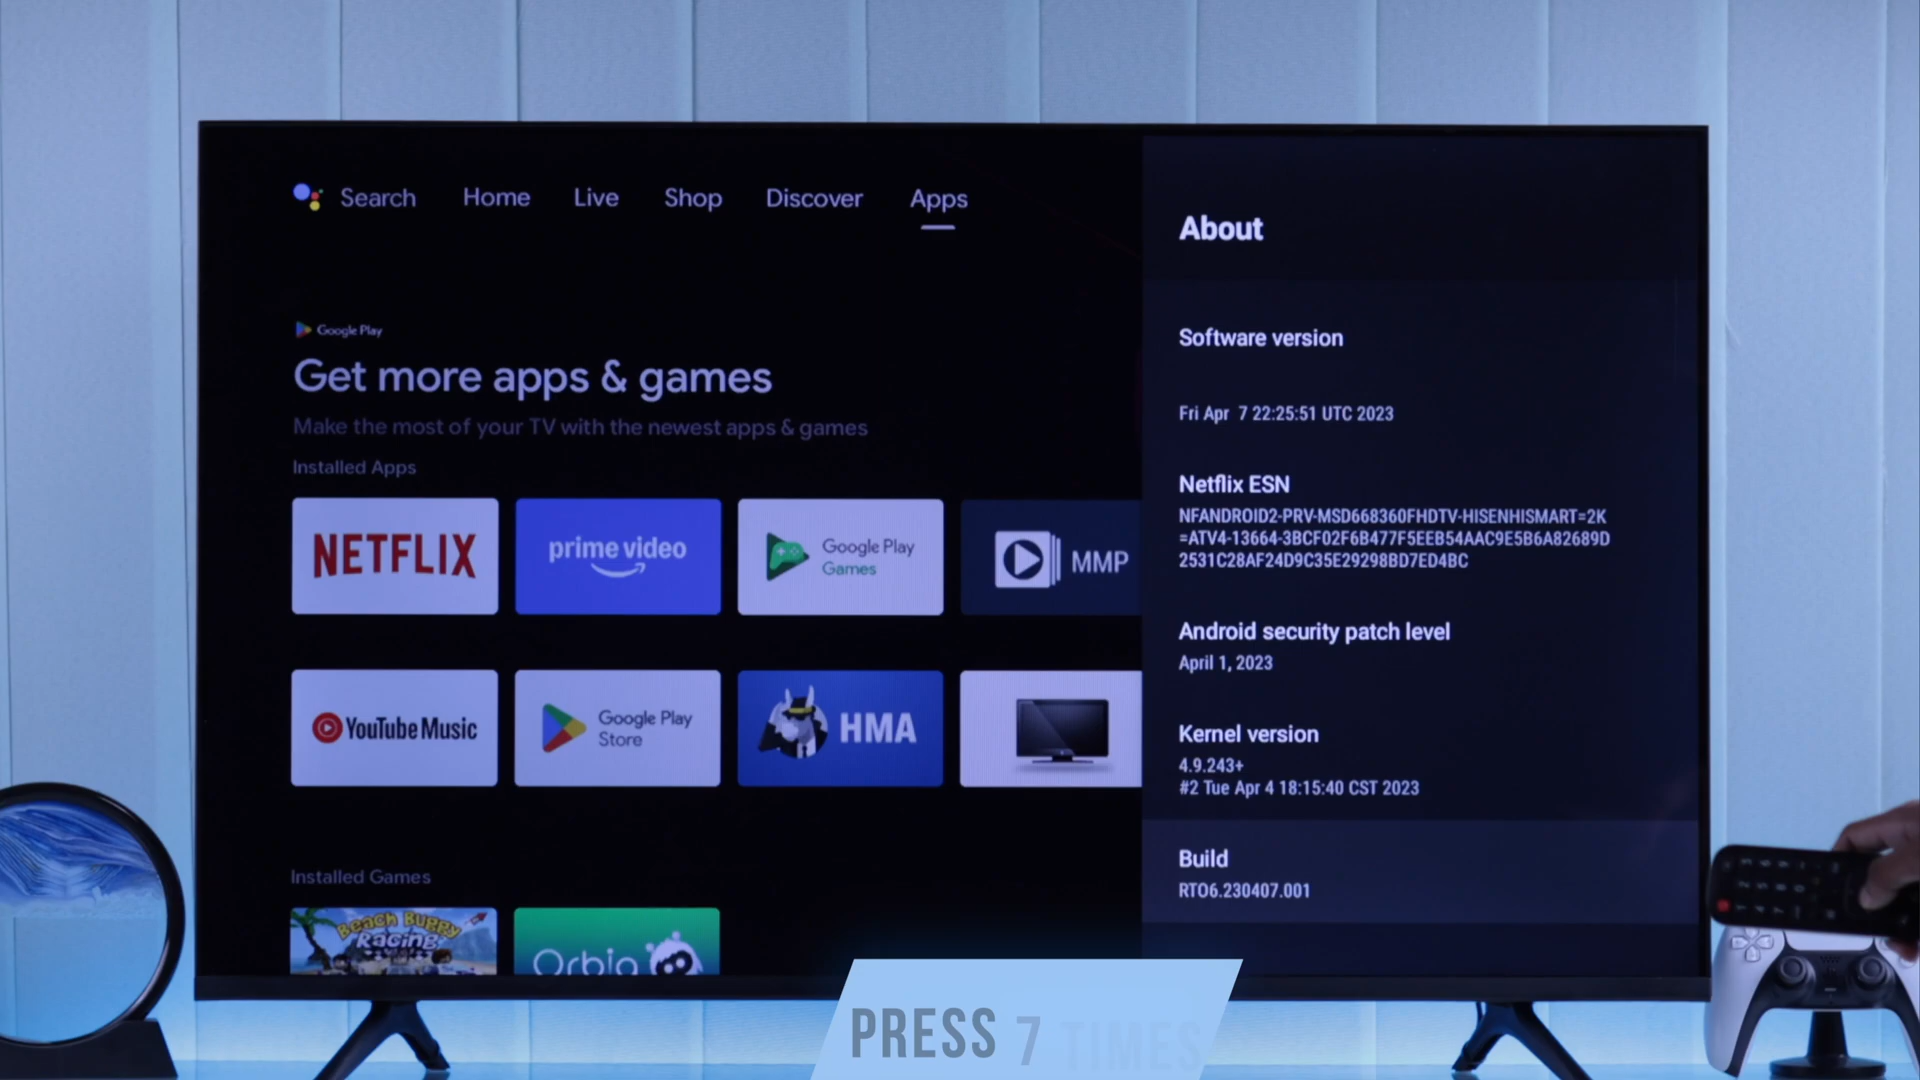 Search Home Live Shop Discover Apps
Google Play
Get more apps & games
Make the most of your TV with the newest apps & games
Installed Apps
NETFLIX
prime video
Google Play
Games
MMP
YouTube Music
Google Play
Store
HMA
Installed Games
Beach Buggy
Racing
Orbia
About
Software version
Fri Apr 7 22:25:51 UTC 2023
Netflix ESN
NFANDROID2-PRV-MSD668360FHDTV-HISENHISMART=2K
=ATV4-13664-3BCF02F6B477F5EEB54AAC9E5B6A82689D
2531C28AF24D9C35E29298BD7ED4BC
Android security patch level
April 1, 2023
Kernel version
4.9.243+
#2 Tue Apr 4 18:15:40 CST 2023
Build
RTO6.230407.001
PRESS 7 TIMES